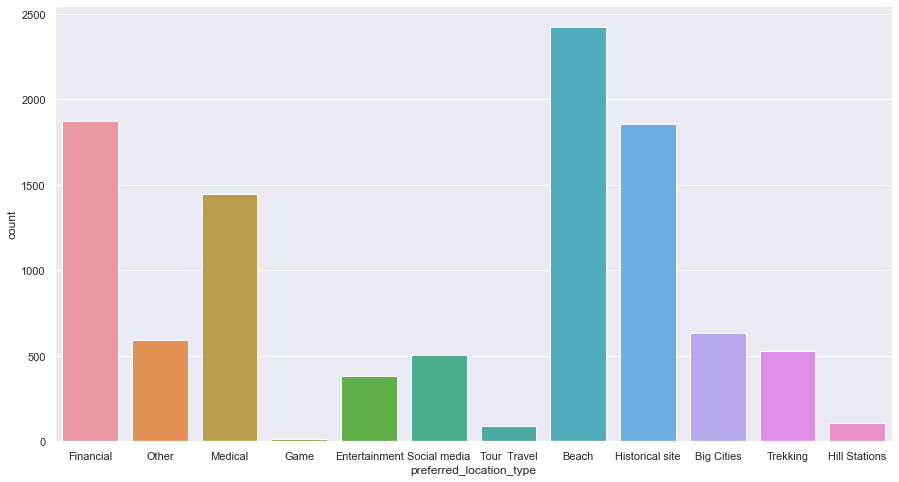 2500
2000
1500
1000
500
0
count
Financial Other Medical Game Entertainment Social media Tour  Travel Beach Historical site Big Cities Trekking Hill Stations
preferred_location_type